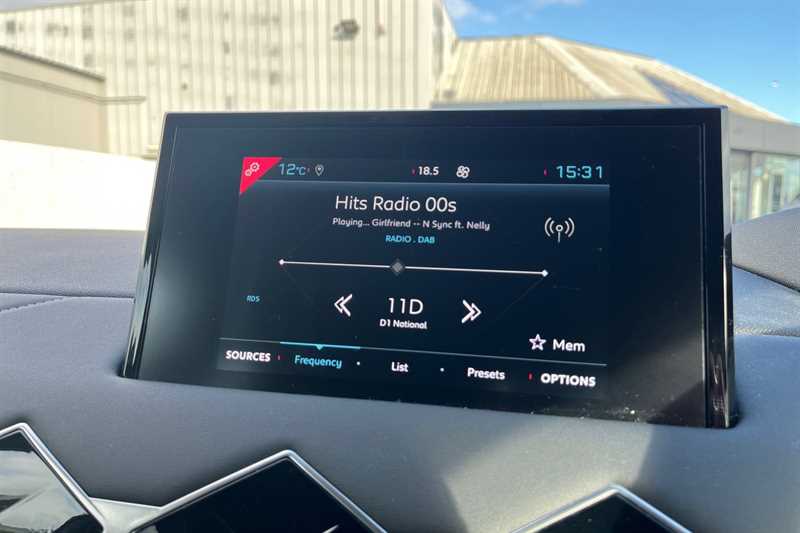 12°C 18.5 15:31
Hits Radio 00s
Playing... Girlfriend -- N Sync ft. Nelly
RADIO . DAB
11D
RDS
D1 National
Mem
SOURCES Frequency List Presets OPTIONS